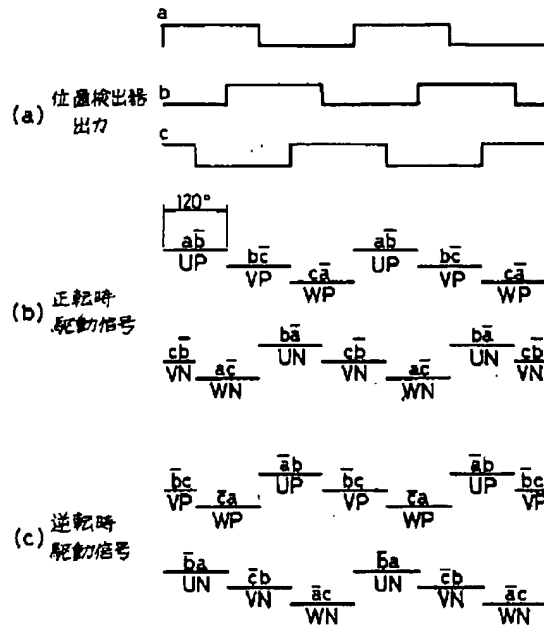 a
b
(a) 位置検出器
出力
c
120°
ab̄ bc̄ cā ab̄ bc̄ cā
UP VP WP UP VP WP
(b) 正転時
駆動信号
cb̄ ac̄ bā cb̄ ac̄ bā cb̄
VN WN UN VN WN UN VN
b̄c c̄a āb b̄c c̄a āb b̄c
VP WP UP VP WP UP VP
(c) 逆転時
駆動信号
b̄a c̄b āc b̄a c̄b āc
UN VN WN UN VN WN